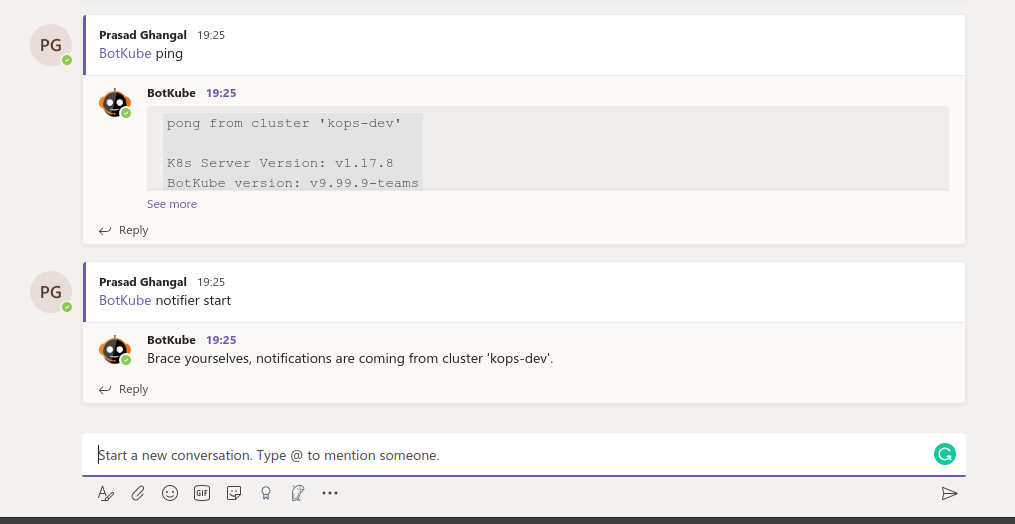 PG
Prasad Ghangal 19:25
BotKube ping
BotKube 19:25
pong from cluster 'kops-dev'
K8s Server Version: v1.17.8
BotKube version: v9.99.9-teams
See more
Reply
PG
Prasad Ghangal 19:25
BotKube notifier start
BotKube 19:25
Brace yourselves, notifications are coming from cluster 'kops-dev'.
Reply
Start a new conversation. Type @ to mention someone.
GIF